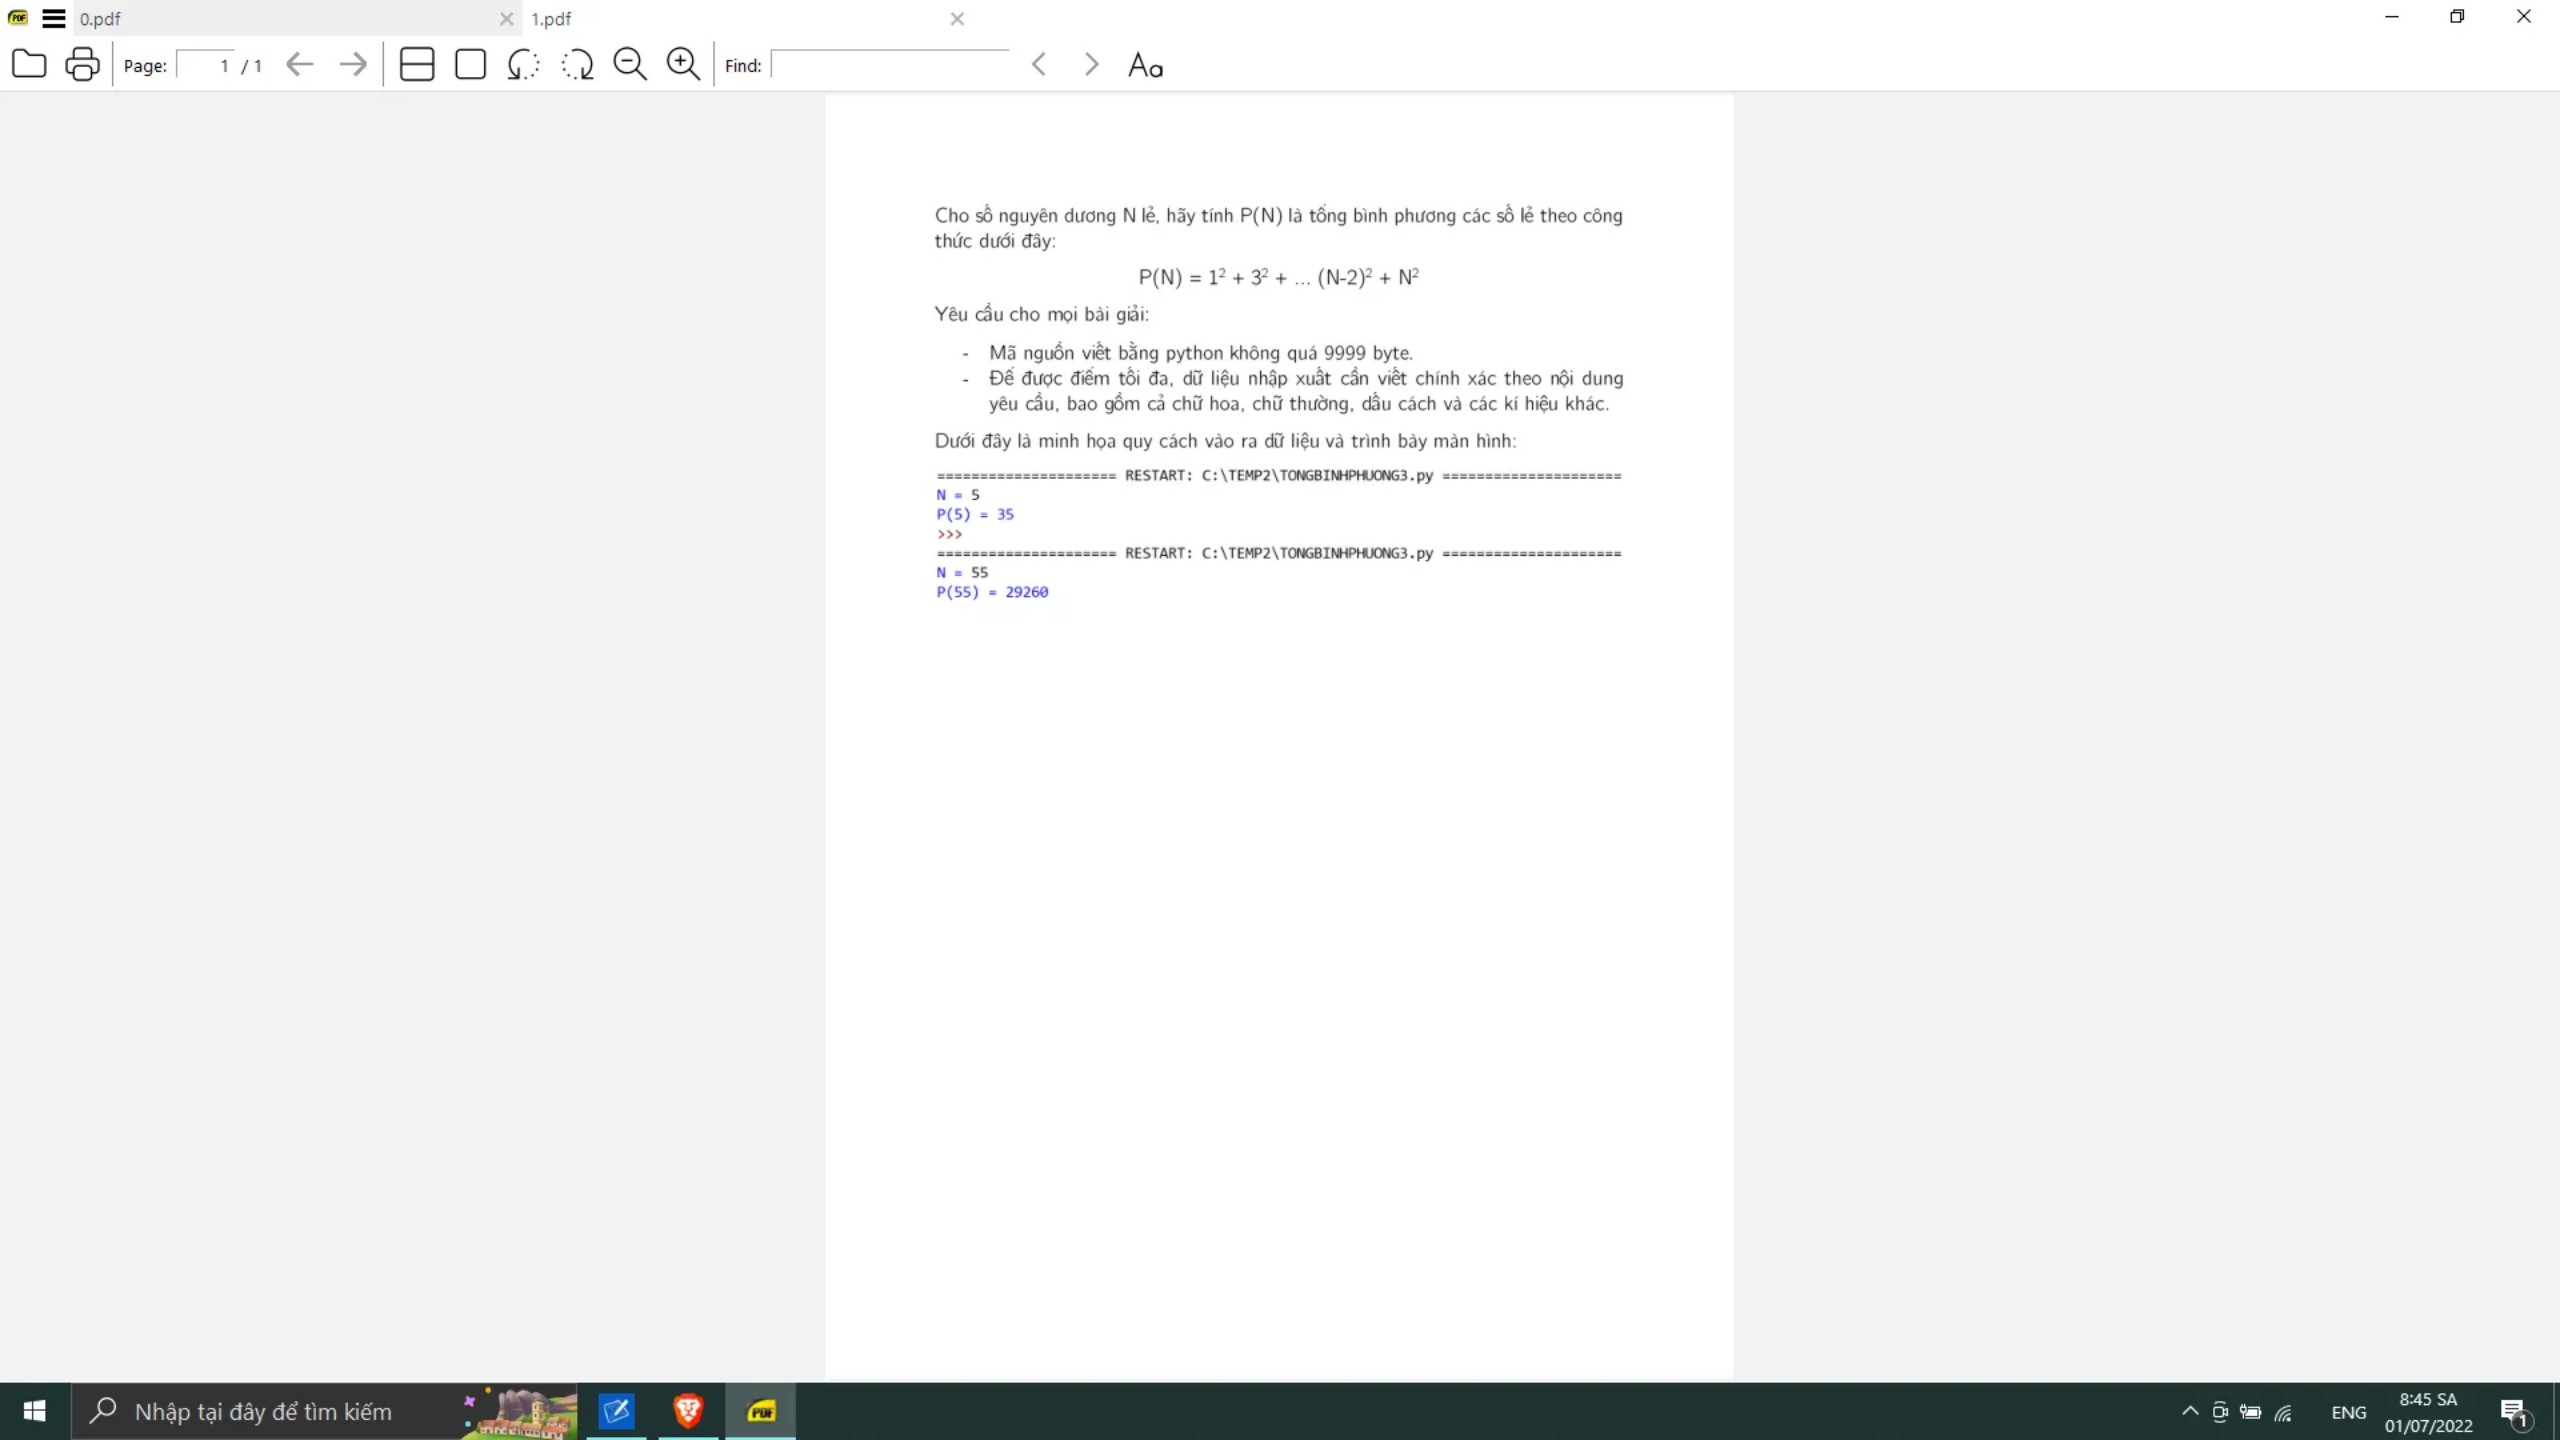 0.pdf
1.pdf
Page: 1 / 1
Find:
Aa
Cho số nguyên dương N lẻ, hãy tính P(N) là tổng bình phương các số lẻ theo công
thức dưới đây:
P(N) = 1² + 3² + ... (N-2)² + N²
Yêu cầu cho mọi bài giải:
- Mã nguồn viết bằng python không quá 9999 byte.
- Để được điểm tối đa, dữ liệu nhập xuất cần viết chính xác theo nội dung
yêu cầu, bao gồm cả chữ hoa, chữ thường, dấu cách và các kí hiệu khác.
Dưới đây là minh họa quy cách vào ra dữ liệu và trình bày màn hình:
===================== RESTART: C:\TEMP2\TONGBINHPHUONG3.py =====================
N = 5
P(5) = 35
>>>
===================== RESTART: C:\TEMP2\TONGBINHPHUONG3.py =====================
N = 55
P(55) = 29260
Nhập tại đây để tìm kiếm
PDF
ENG
8:45 SA
01/07/2022
1